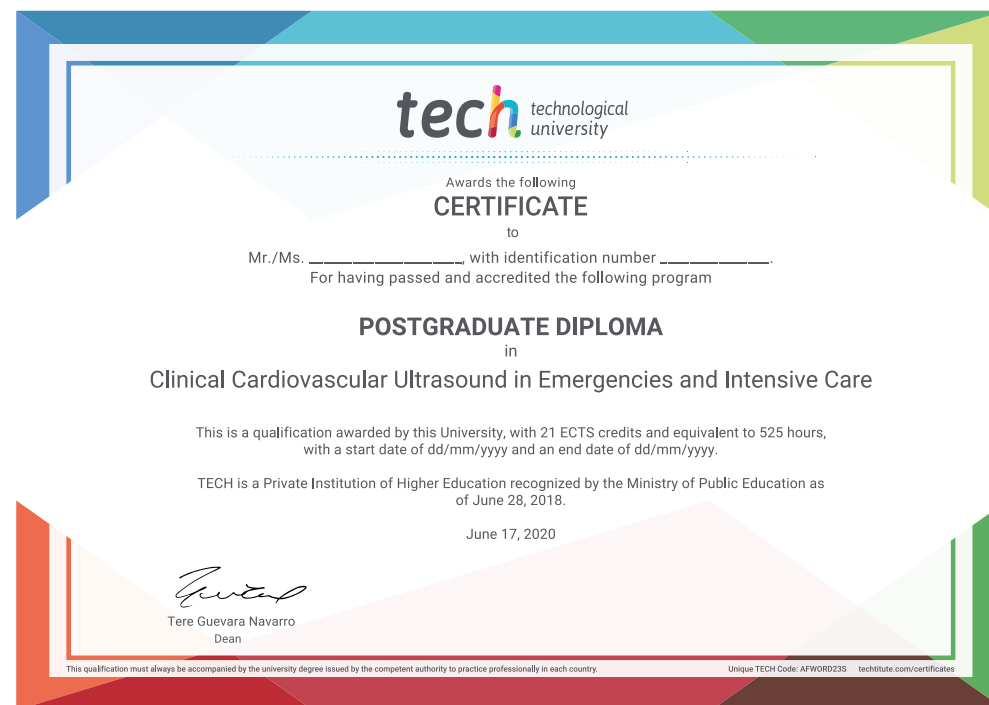 tech technological
university
Awards the following
CERTIFICATE
to
Mr./Ms. ____________________, with identification number ______________.
For having passed and accredited the following program
POSTGRADUATE DIPLOMA
in
Clinical Cardiovascular Ultrasound in Emergencies and Intensive Care
This is a qualification awarded by this University, with 21 ECTS credits and equivalent to 525 hours,
with a start date of dd/mm/yyyy and an end date of dd/mm/yyyy.
TECH is a Private Institution of Higher Education recognized by the Ministry of Public Education as
of June 28, 2018.
June 17, 2020
Tere Guevara Navarro
Dean
This qualification must always be accompanied by the university degree issued by the competent authority to practice professionally in each country.
Unique TECH Code: AFWORD23S techtitute.com/certificates